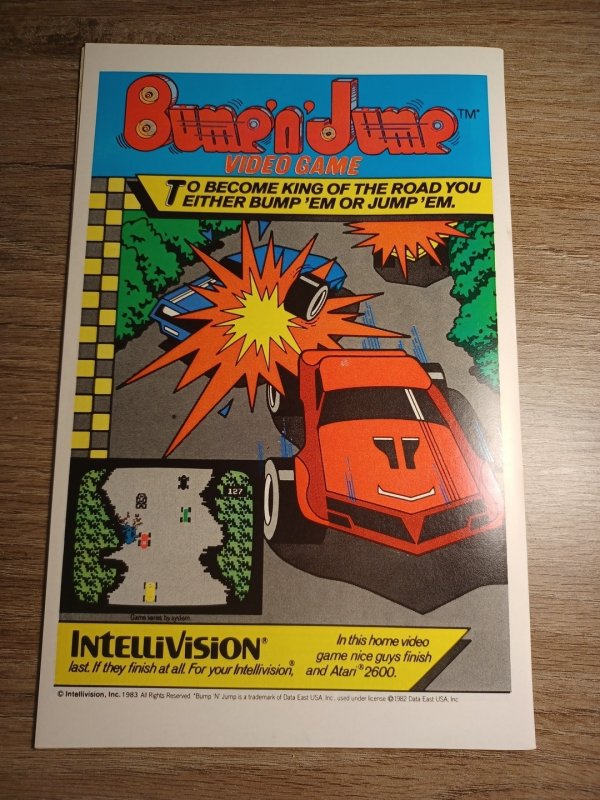 Bump 'n' Jump TM*
VIDEO GAME
TO BECOME KING OF THE ROAD YOU
EITHER BUMP 'EM OR JUMP 'EM.
127
Game varies by system.
INTELLIVISION®
In this home video
game nice guys finish
last. If they finish at all. For your Intellivision®, and Atari® 2600.
© Intellivision, Inc. 1983 All Rights Reserved *Bump 'N' Jump is a trademark of Data East USA, Inc., used under license ©1982 Data East USA, Inc